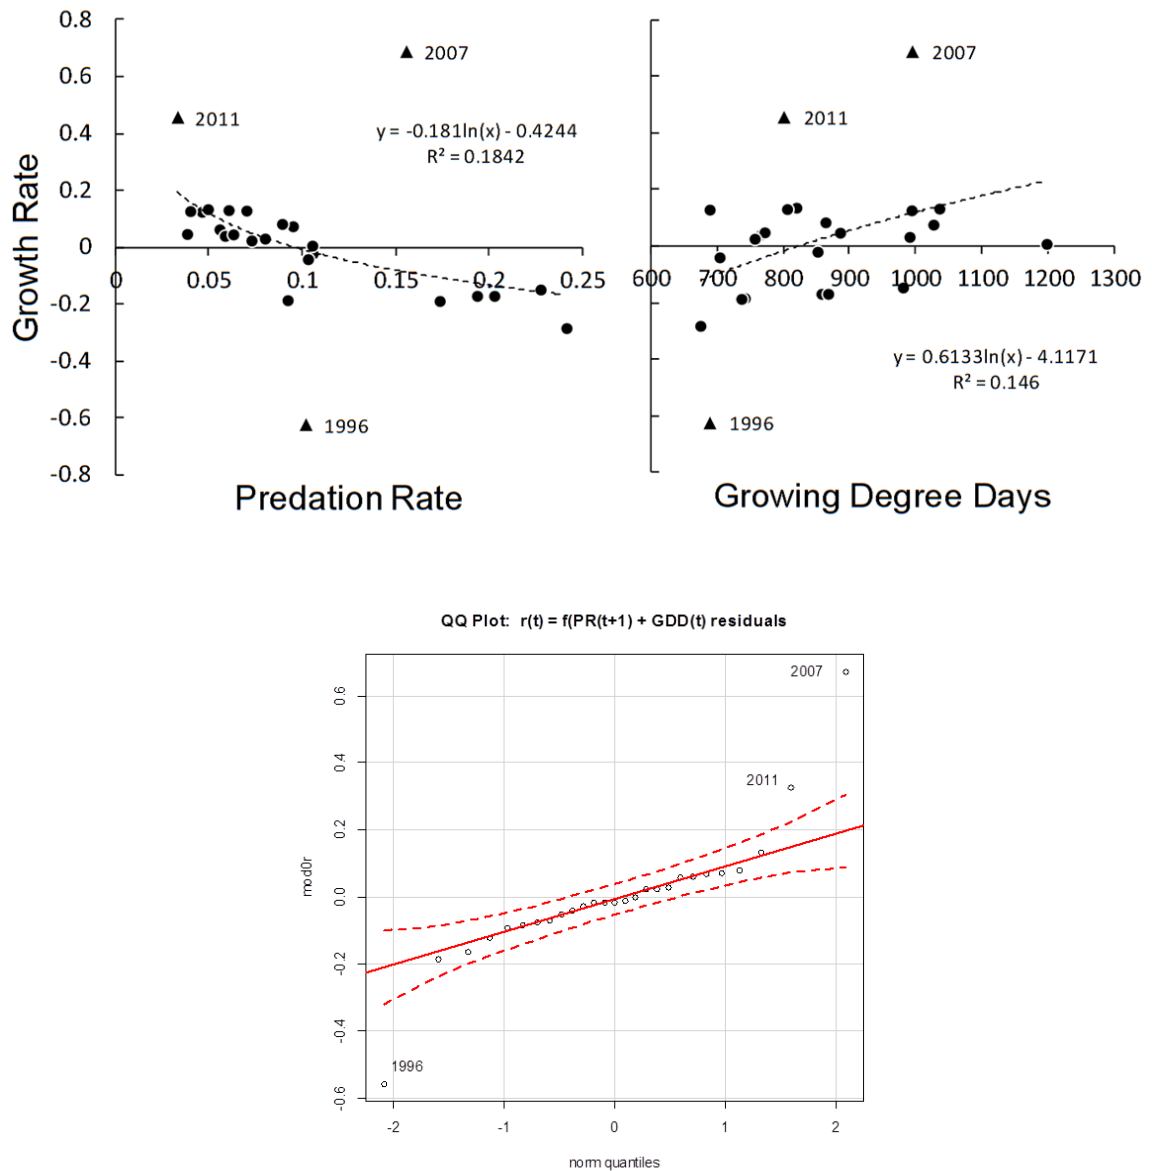 0.8
0.6
0.4
0.2
0
-0.2
-0.4
-0.6
-0.8
Growth Rate
0 0.05 0.1 0.15 0.2 0.25
2007
2011
y = -0.181ln(x) - 0.4244
R² = 0.1842
1996
Predation Rate
2007
2011
600 700 800 900 1000 1100 1200 1300
y = 0.6133ln(x) - 4.1171
R² = 0.146
1996
Growing Degree Days
QQ Plot: r(t) = f(PR(t+1) + GDD(t) residuals
2007
2011
1996
0.6
0.4
0.2
0.0
-0.2
-0.4
-0.6
mod0r
-2 -1 0 1 2
norm quantiles